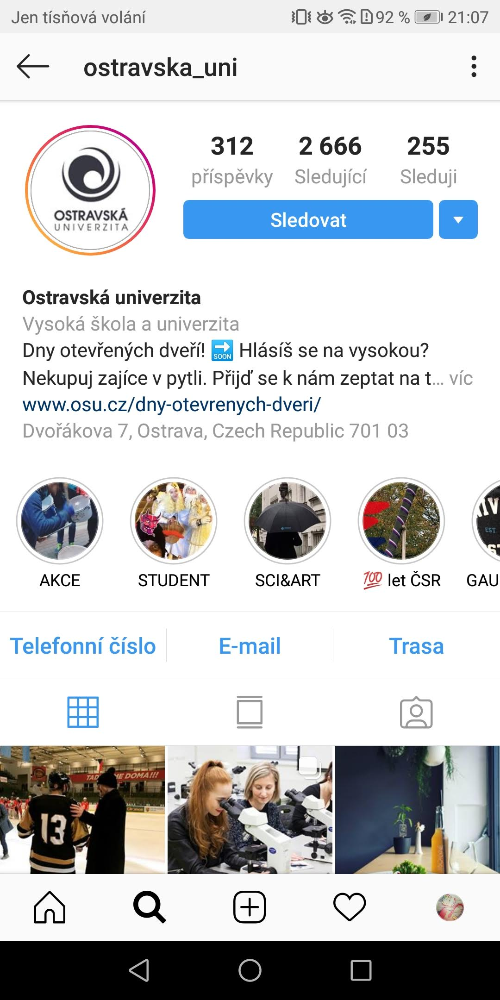 Jen tísňová volání 92 % 21:07
ostravska_uni
312 2 666 255
příspěvky Sledující Sleduji
OSTRAVSKÁ
UNIVERZITA
Sledovat
Ostravská univerzita
Vysoká škola a univerzita
Dny otevřených dveří! 🔜 Hlásíš se na vysokou?
Nekupuj zajíce v pytli. Přijď se k nám zeptat na t... víc
www.osu.cz/dny-otevrenych-dveri/
Dvořákova 7, Ostrava, Czech Republic 701 03
EST
AKCE STUDENT SCI&ART 💯 let ČSR GAU
Telefonní číslo E-mail Trasa
ME DOMA!!!
13